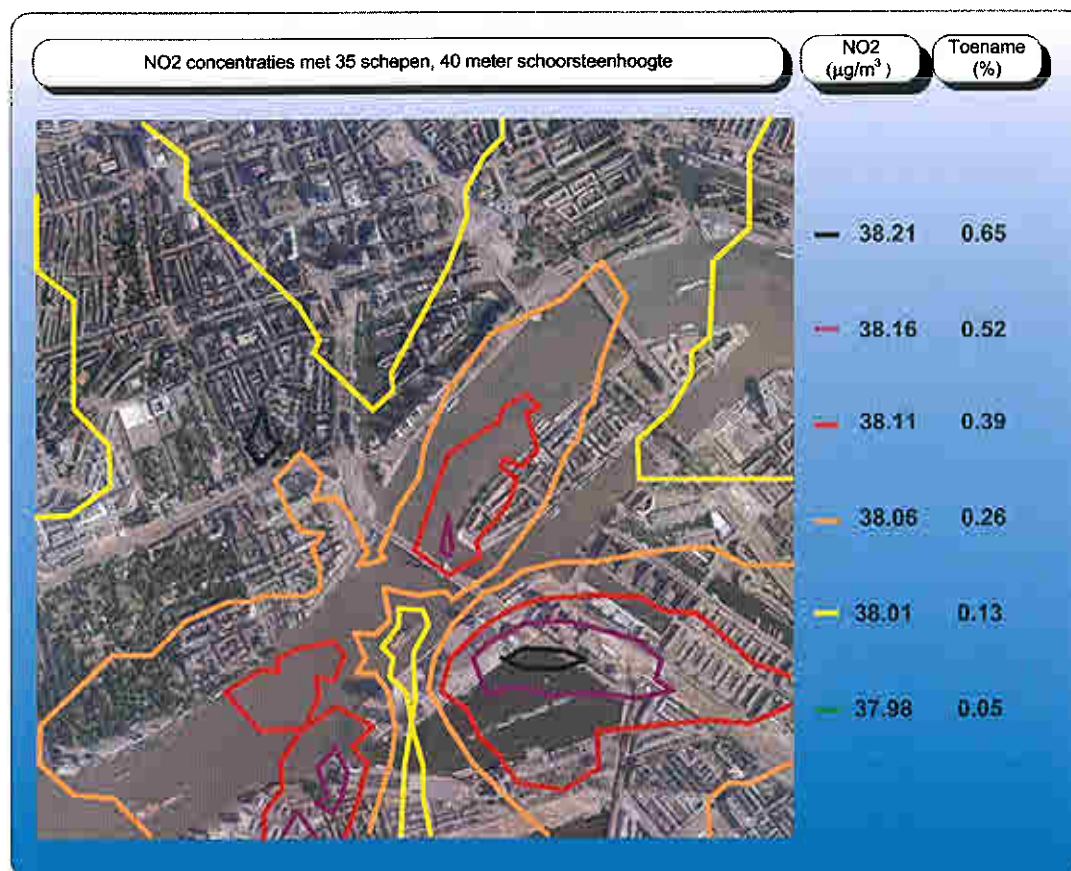 NO2 concentraties met 35 schepen, 40 meter schoorsteenhoogte
NO2
(µg/m³)
Toename
(%)
38.21 0.65
38.16 0.52
38.11 0.39
38.06 0.26
38.01 0.13
37.98 0.05